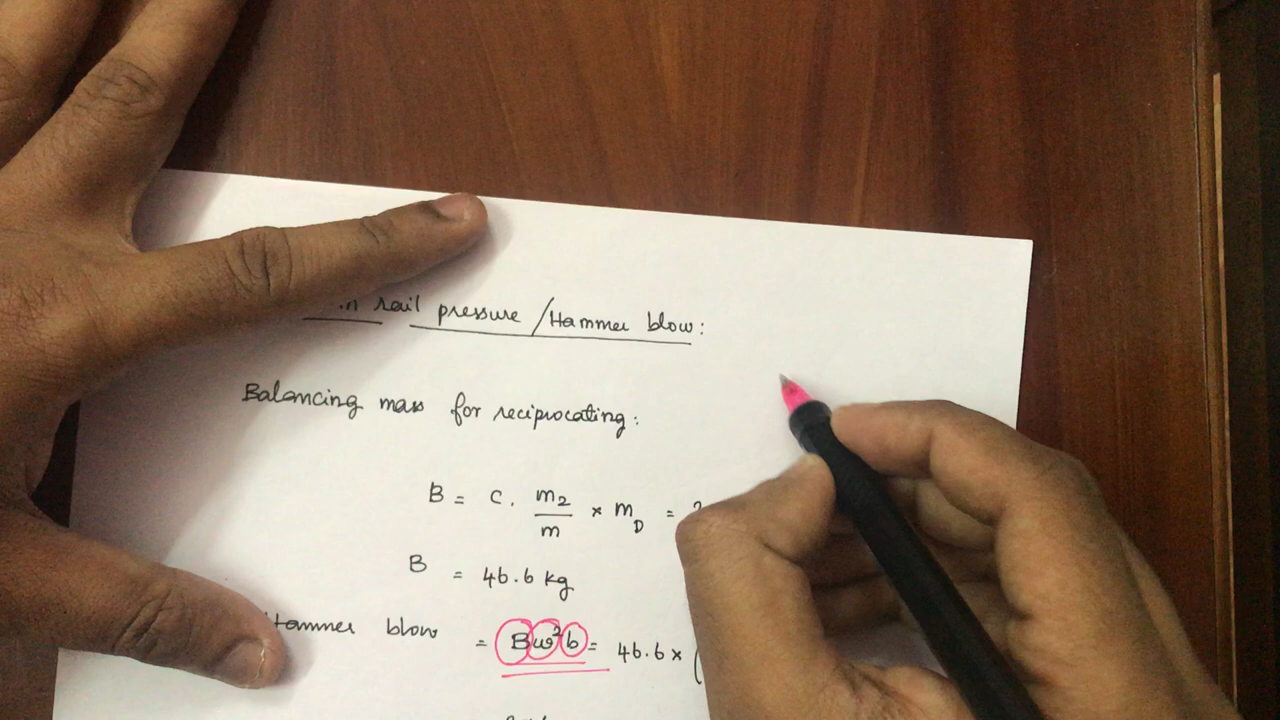 rail pressure / Hammer blow:
Balancing mass for reciprocating:
B = c. m2/m × mD =
B = 46.6 kg
Hammer blow = Bω²b = 46.6 × (